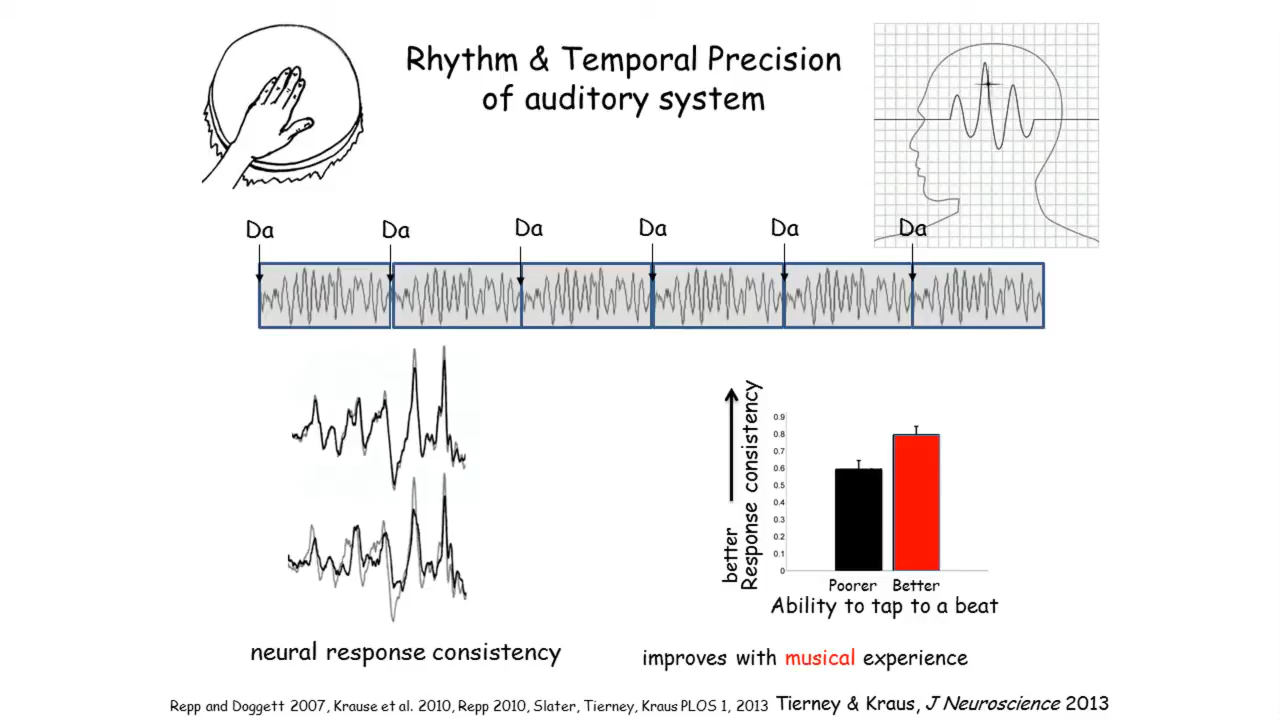 Rhythm & Temporal Precision
of auditory system
Da Da Da Da Da Da
better
Response consistency
0.9
0.8
0.7
0.6
0.5
0.4
0.3
0.2
0.1
0
Poorer Better
Ability to tap to a beat
neural response consistency
improves with musical experience
Repp and Doggett 2007, Krause et al. 2010, Repp 2010, Slater, Tierney, Kraus PLOS 1, 2013 Tierney & Kraus, J Neuroscience 2013